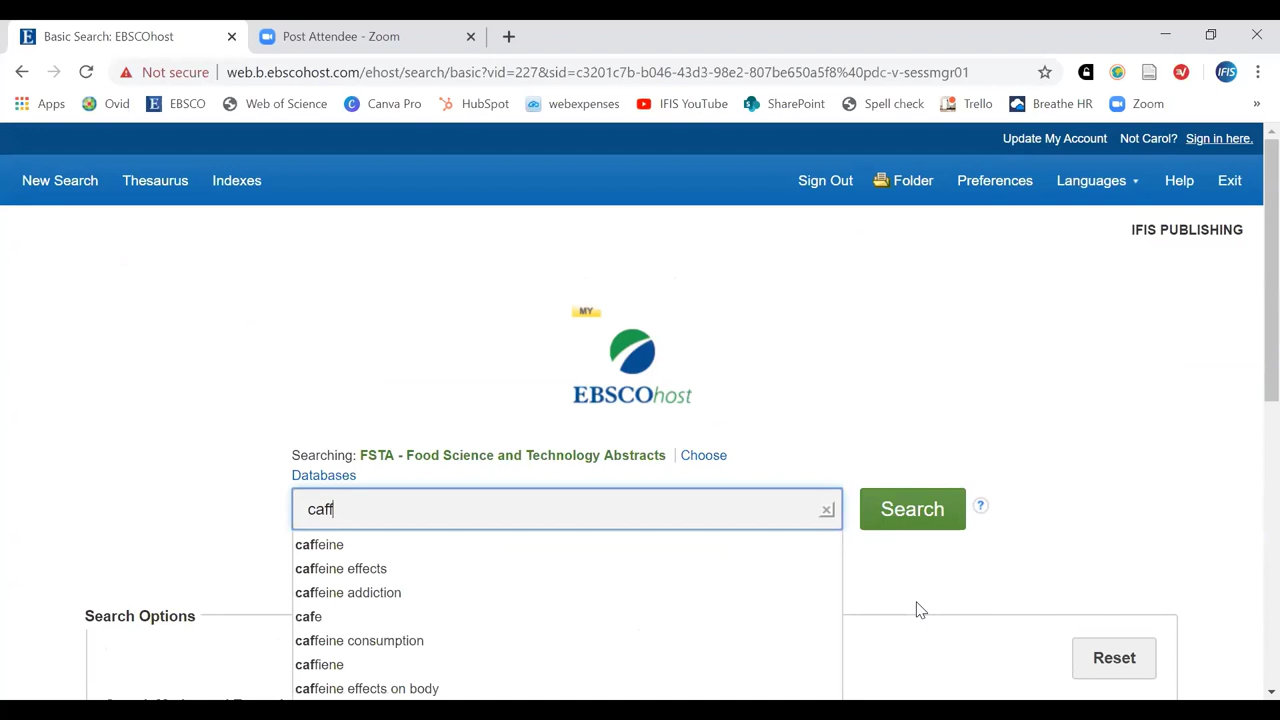 Basic Search: EBSCOhost
Post Attendee - Zoom
Not secure web.b.ebscohost.com/ehst/search/basic?vid=227&sid=c3201c7b-b046-43d3-98e2-807be650a5f8%40pdc-v-sessmgr01
IFIS
Apps Ovid EBSCO Web of Science Canva Pro HubSpot webexpenses IFIS YouTube SharePoint Spell check Trello Breathe HR Zoom »
Update My Account Not Carol? Sign in here.
New Search Thesaurus Indexes Sign Out Folder Preferences Languages Help Exit
IFIS PUBLISHING
MY
EBSCOhost
Searching: FSTA - Food Science and Technology Abstracts | Choose
Databases
caff
Search
?
caffeine
caffeine effects
caffeine addiction
cafe
Search Options
caffeine consumption
Reset
caffiene
caffeine effects on body